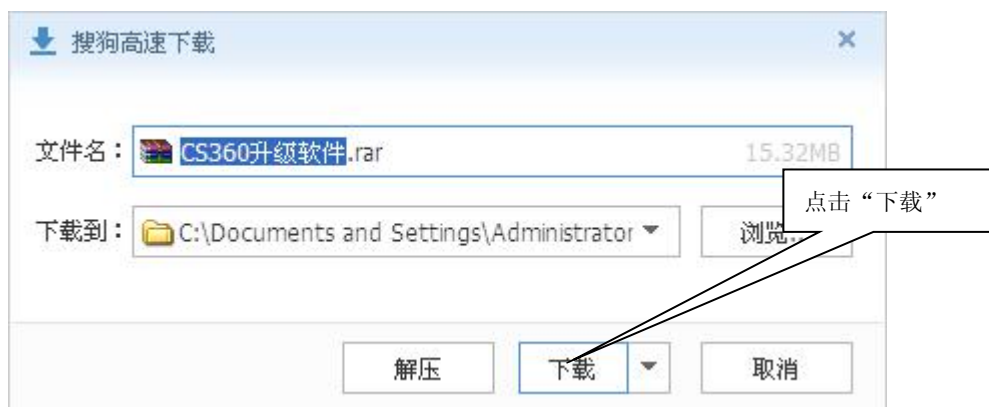 搜狗高速下载
文件名：CS360升级软件.rar 15.32MB
点击“下载”
下载到：C:\Documents and Settings\Administrator 浏览...
解压 下载 取消